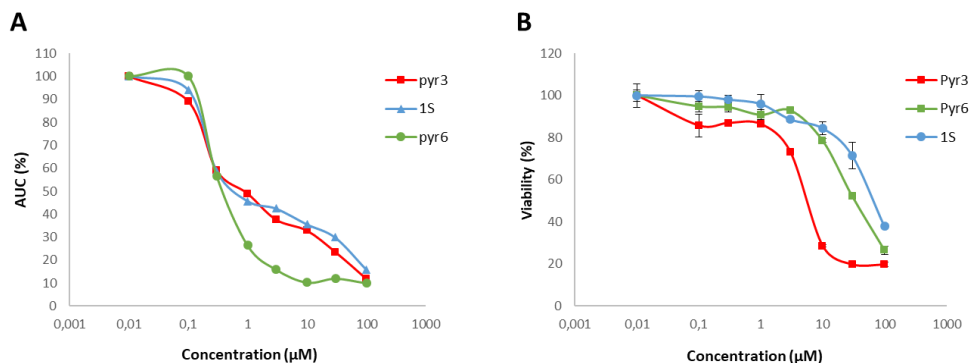 A
110
100
90
80
70
60
50
40
30
20
10
0
AUC (%)
0,001
0,01
0,1
1
10
100
1000
Concentration (µM)
pyr3
1S
pyr6
B
120
100
80
60
40
20
0
Viability (%)
0,001
0,01
0,1
1
10
100
1000
Concentration (µM)
Pyr3
Pyr6
1S